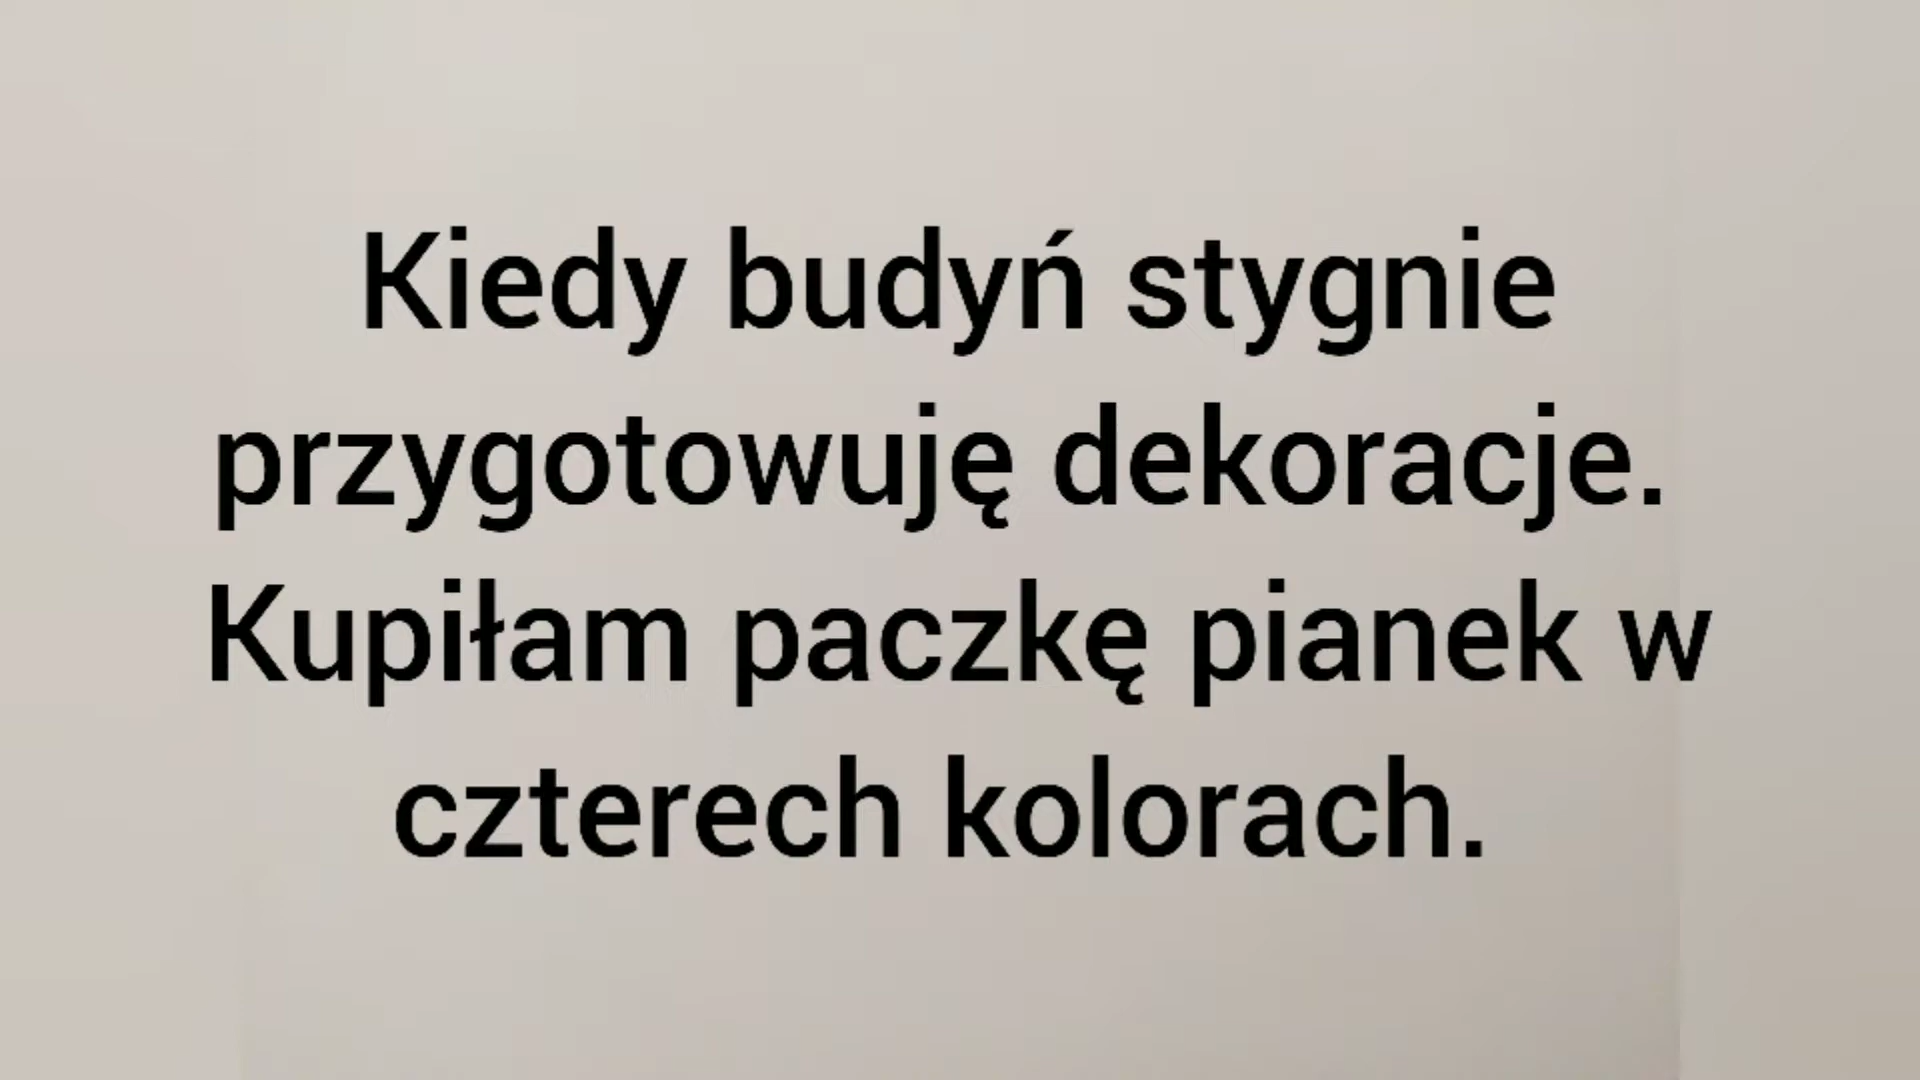 Kiedy budyń stygnie
przygotowuję dekoracje.
Kupiłam paczkę pianek w
czterech kolorach.